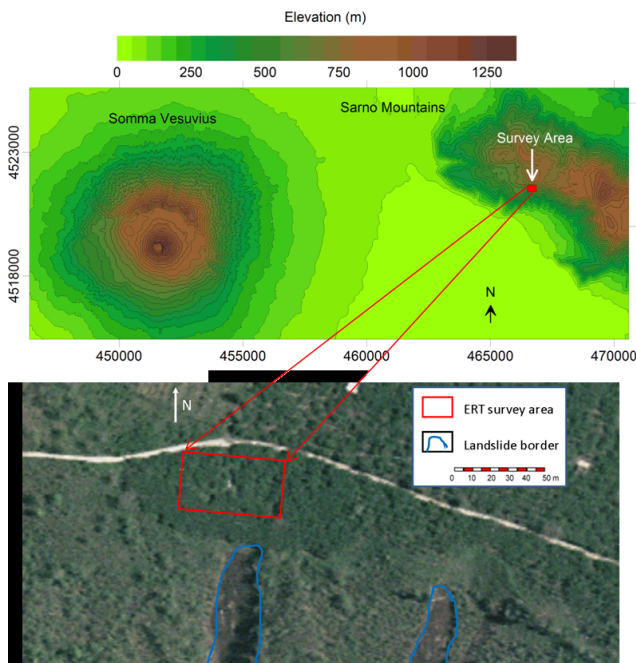 Elevation (m)
0 250 500 750 1000 1250
Sarno Mountains
Somma Vesuvius
Survey Area
4523000
4518000
N
450000 455000 460000 465000 470000
N
ERT survey area
Landslide border
0 10 20 30 40 50 m